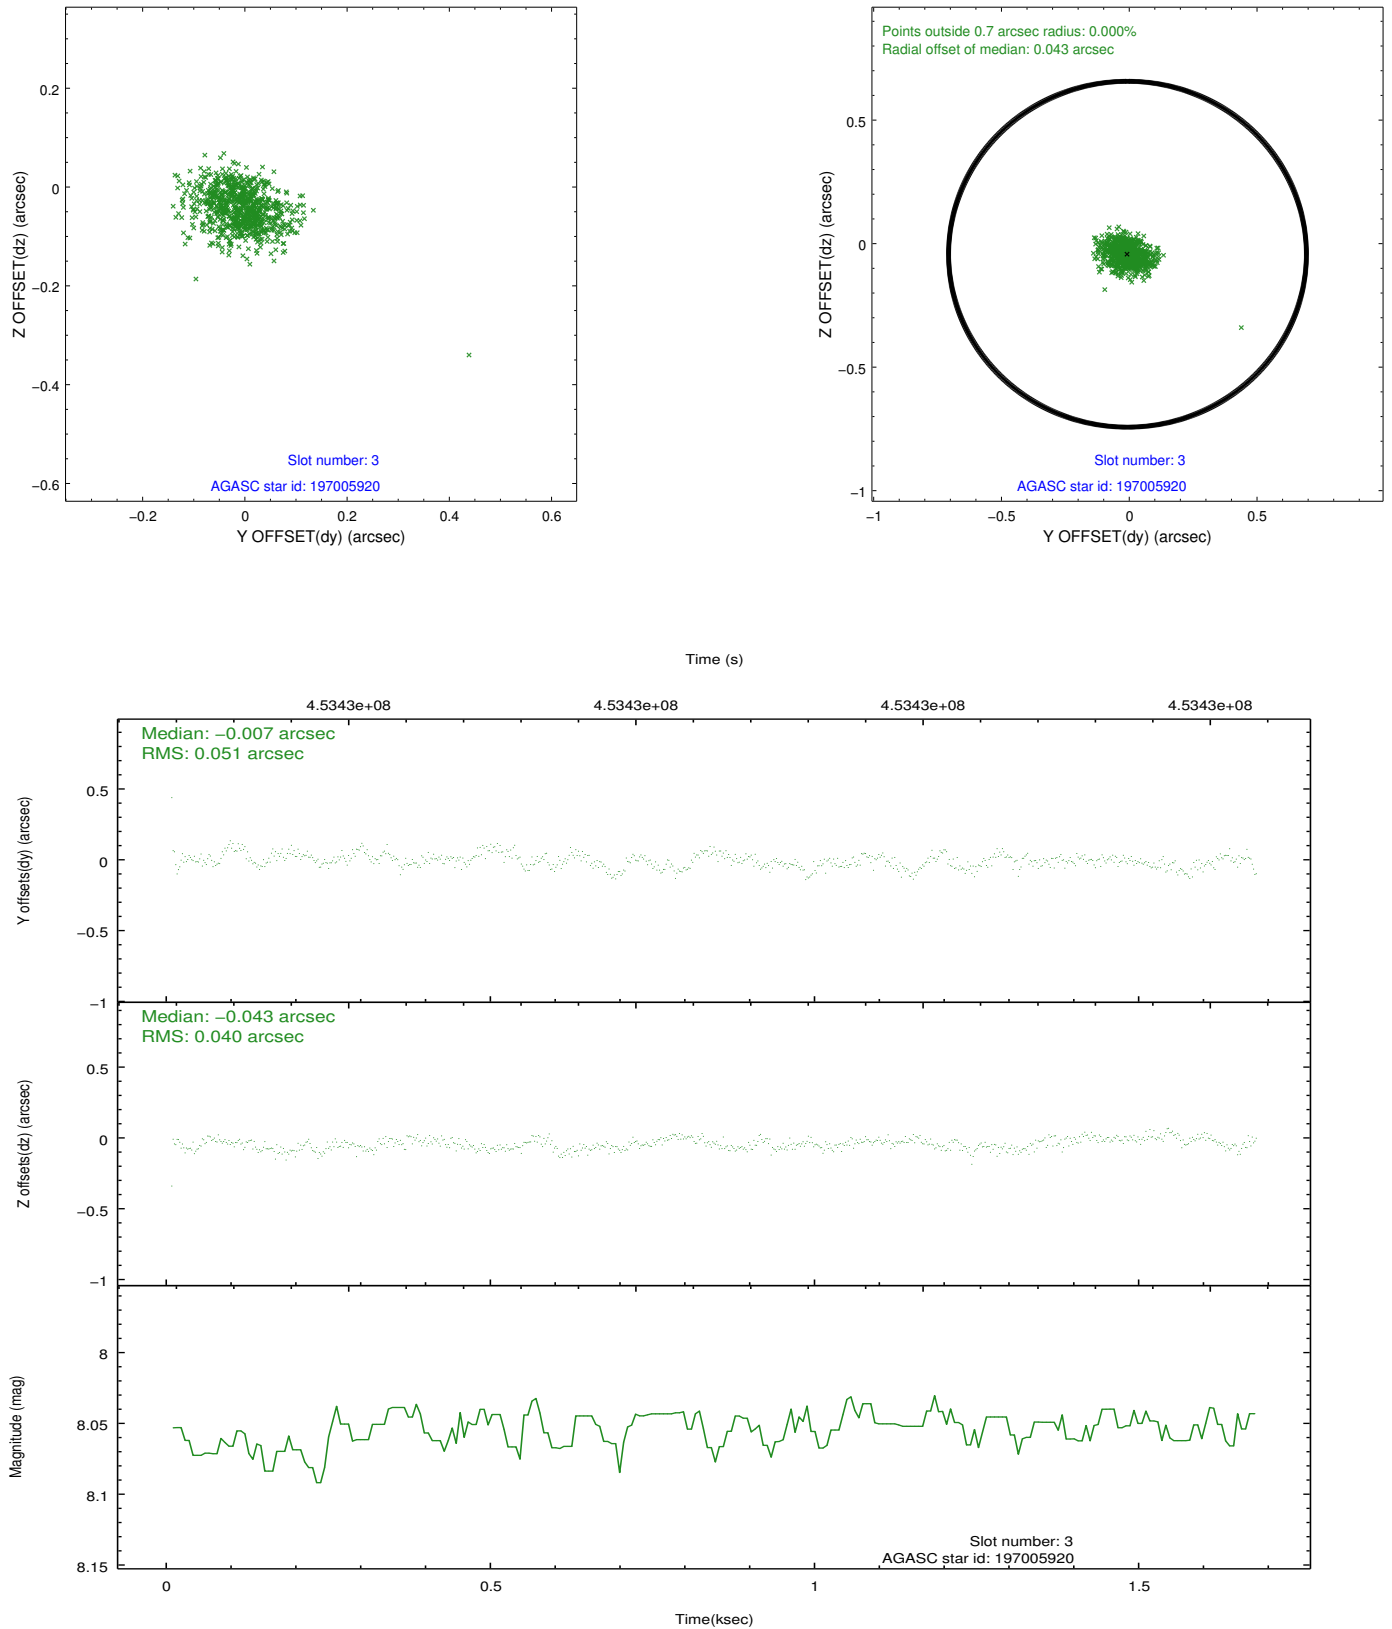 0.2
0
−0.2
−0.4
−0.6
Z OFFSET(dz) (arcsec)
Slot number: 3
AGASC star id: 197005920
−0.2
0
0.2
0.4
0.6
Y OFFSET(dy) (arcsec)
Points outside 0.7 arcsec radius: 0.000%
Radial offset of median: 0.043 arcsec
0.5
0
−0.5
−1
Z OFFSET(dz) (arcsec)
Slot number: 3
AGASC star id: 197005920
−1
−0.5
0
0.5
Y OFFSET(dy) (arcsec)
Time (s)
4.5343e+08
4.5343e+08
4.5343e+08
4.5343e+08
Median: −0.007 arcsec
RMS: 0.051 arcsec
0.5
0
−0.5
−1
Y offsets(dy) (arcsec)
Median: −0.043 arcsec
RMS: 0.040 arcsec
0.5
0
−0.5
−1
Z offsets(dz) (arcsec)
8
8.05
8.1
8.15
Magnitude (mag)
Slot number: 3
AGASC star id: 197005920
0
0.5
1
1.5
Time(ksec)